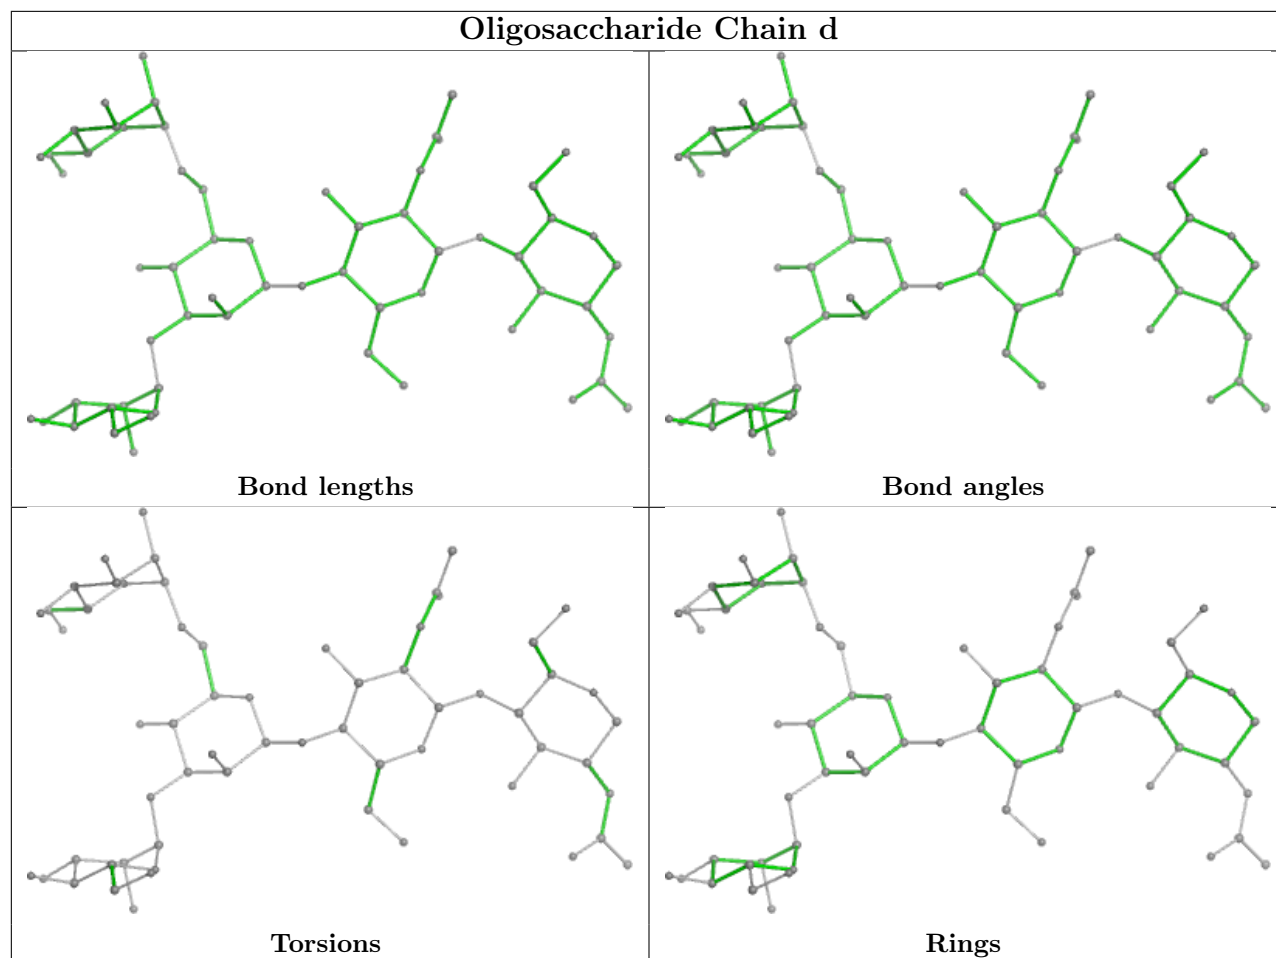 Oligosaccharide Chain d
Bond lengths
Bond angles
Torsions
Rings